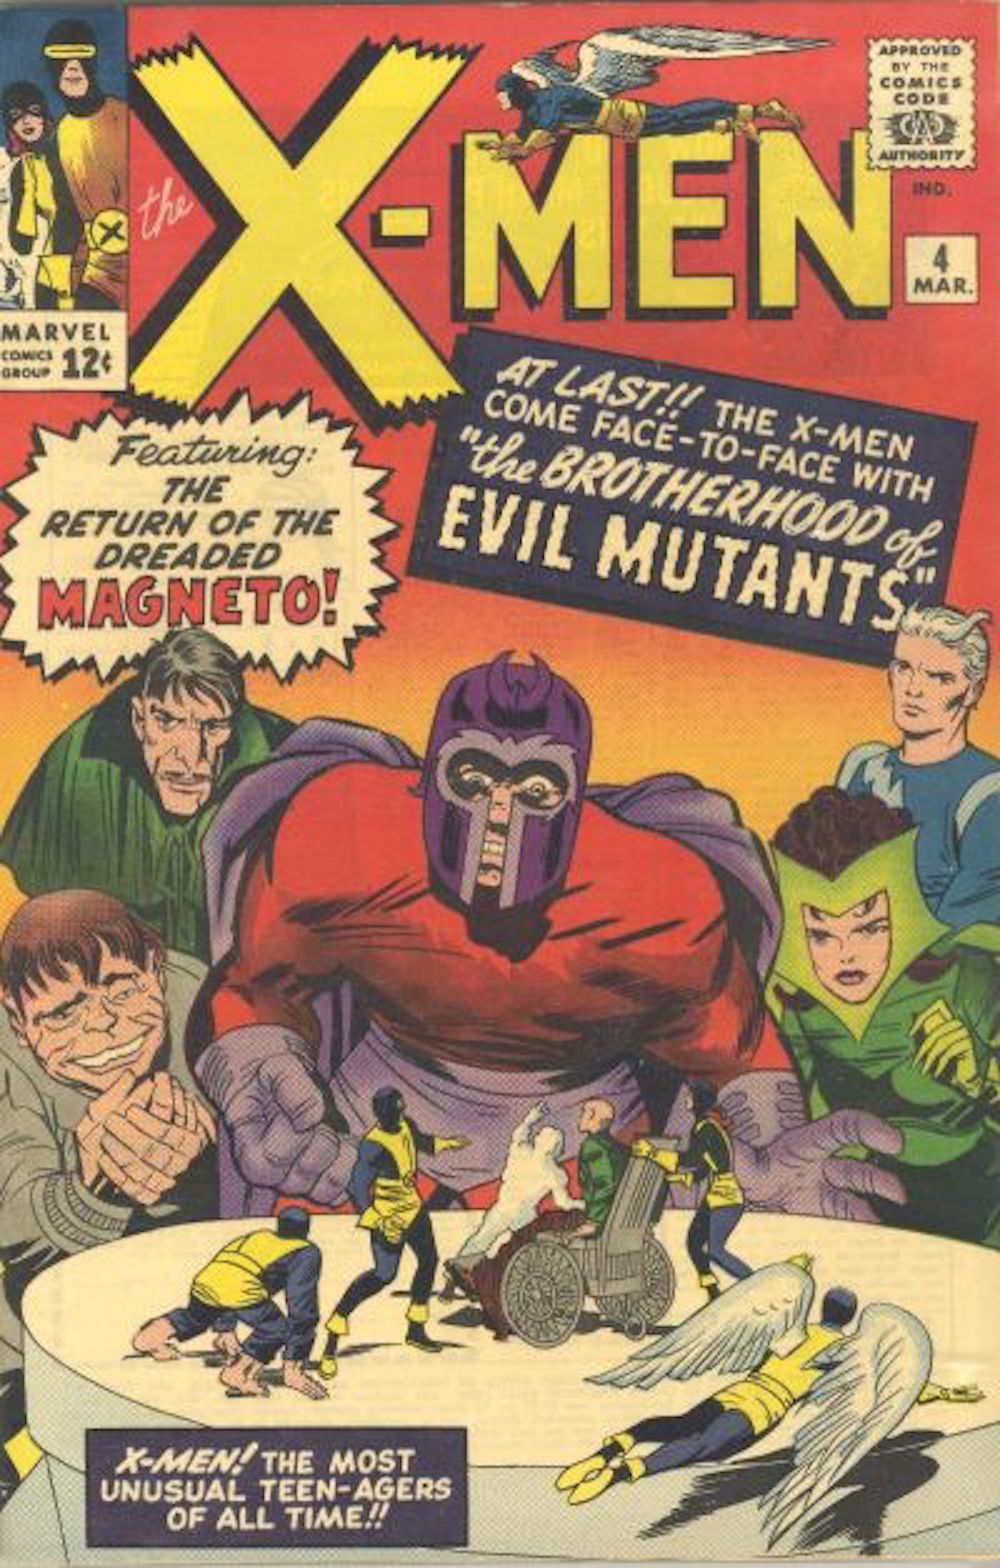 the
X-MEN
APPROVED
BY THE
COMICS
CODE
CA
AUTHORITY
IND.
4
MAR.
MARVEL
COMICS
GROUP 12¢
AT LAST!! THE X-MEN
COME FACE-TO-FACE WITH
"the BROTHERHOOD of
EVIL MUTANTS"
Featuring:
THE
RETURN OF THE
DREADED
MAGNETO!
X-MEN! THE MOST
UNUSUAL TEEN-AGERS
OF ALL TIME!!